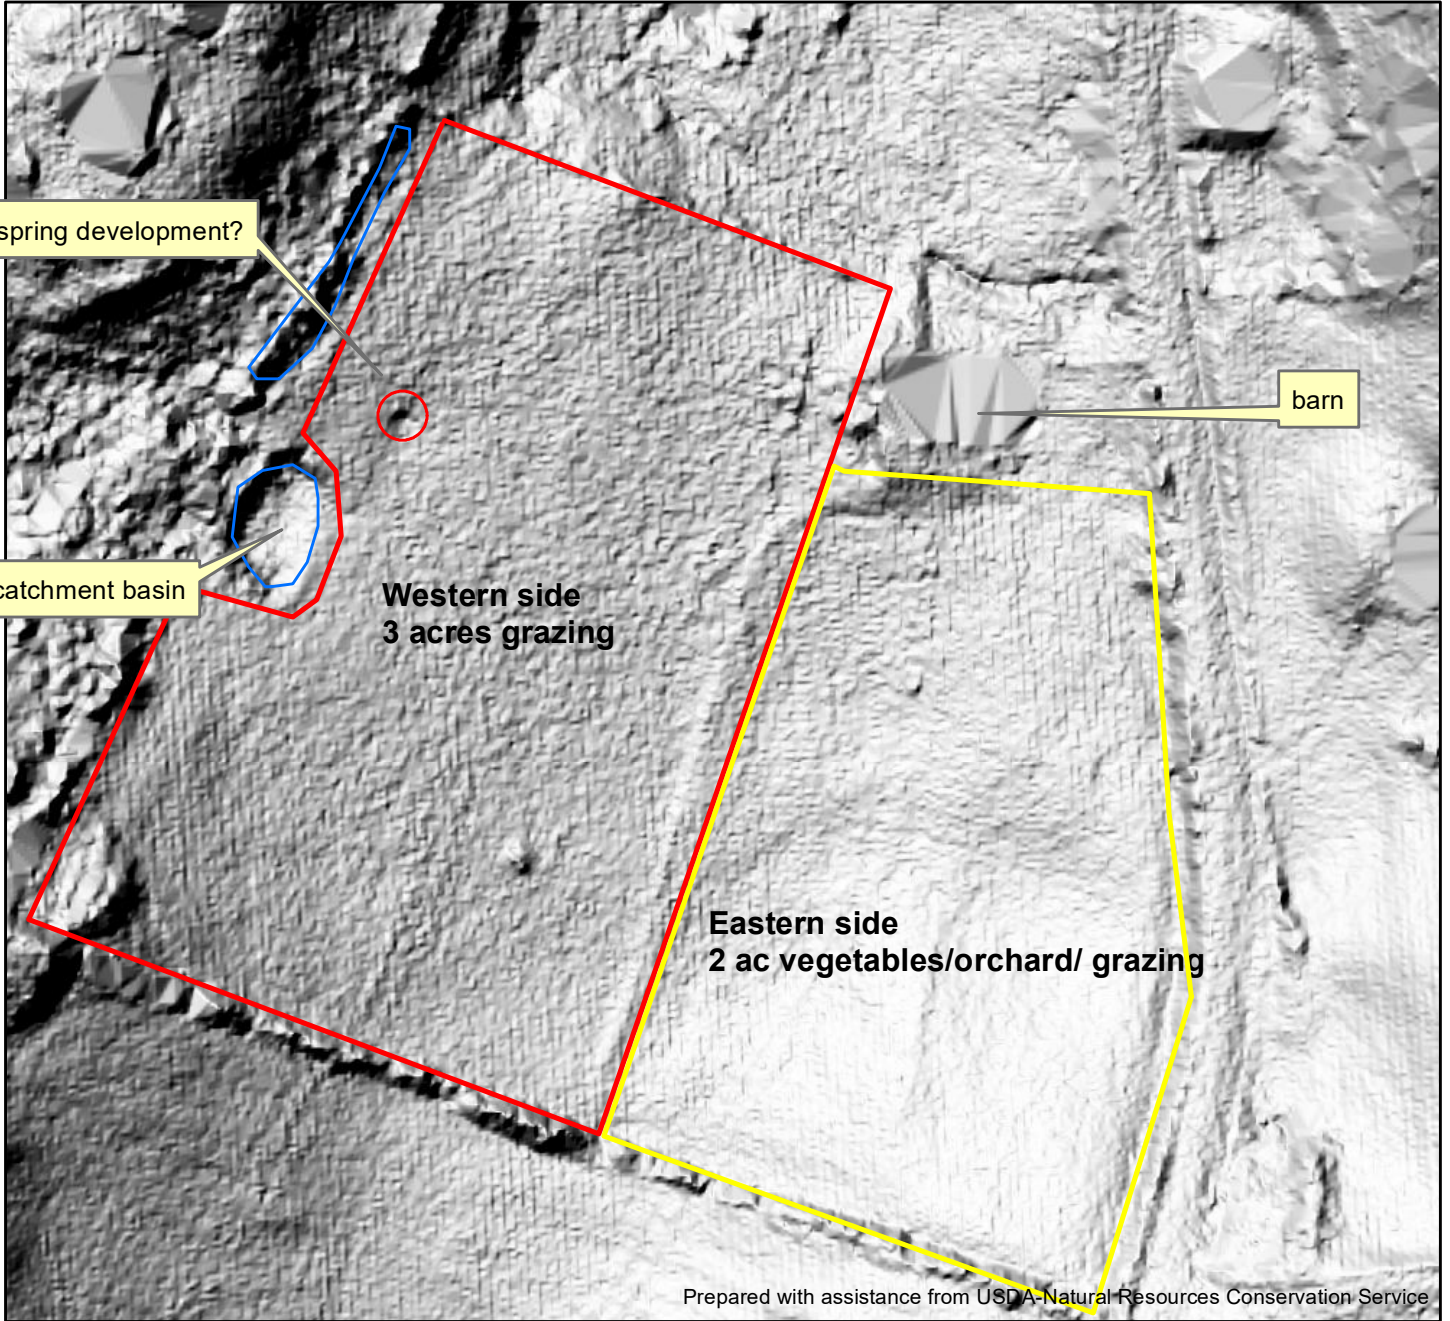 spring development?
barn
catchment basin
Western side
3 acres grazing
Eastern side
2 ac vegetables/orchard/ grazing
Prepared with assistance from USDA-Natural Resources Conservation Service